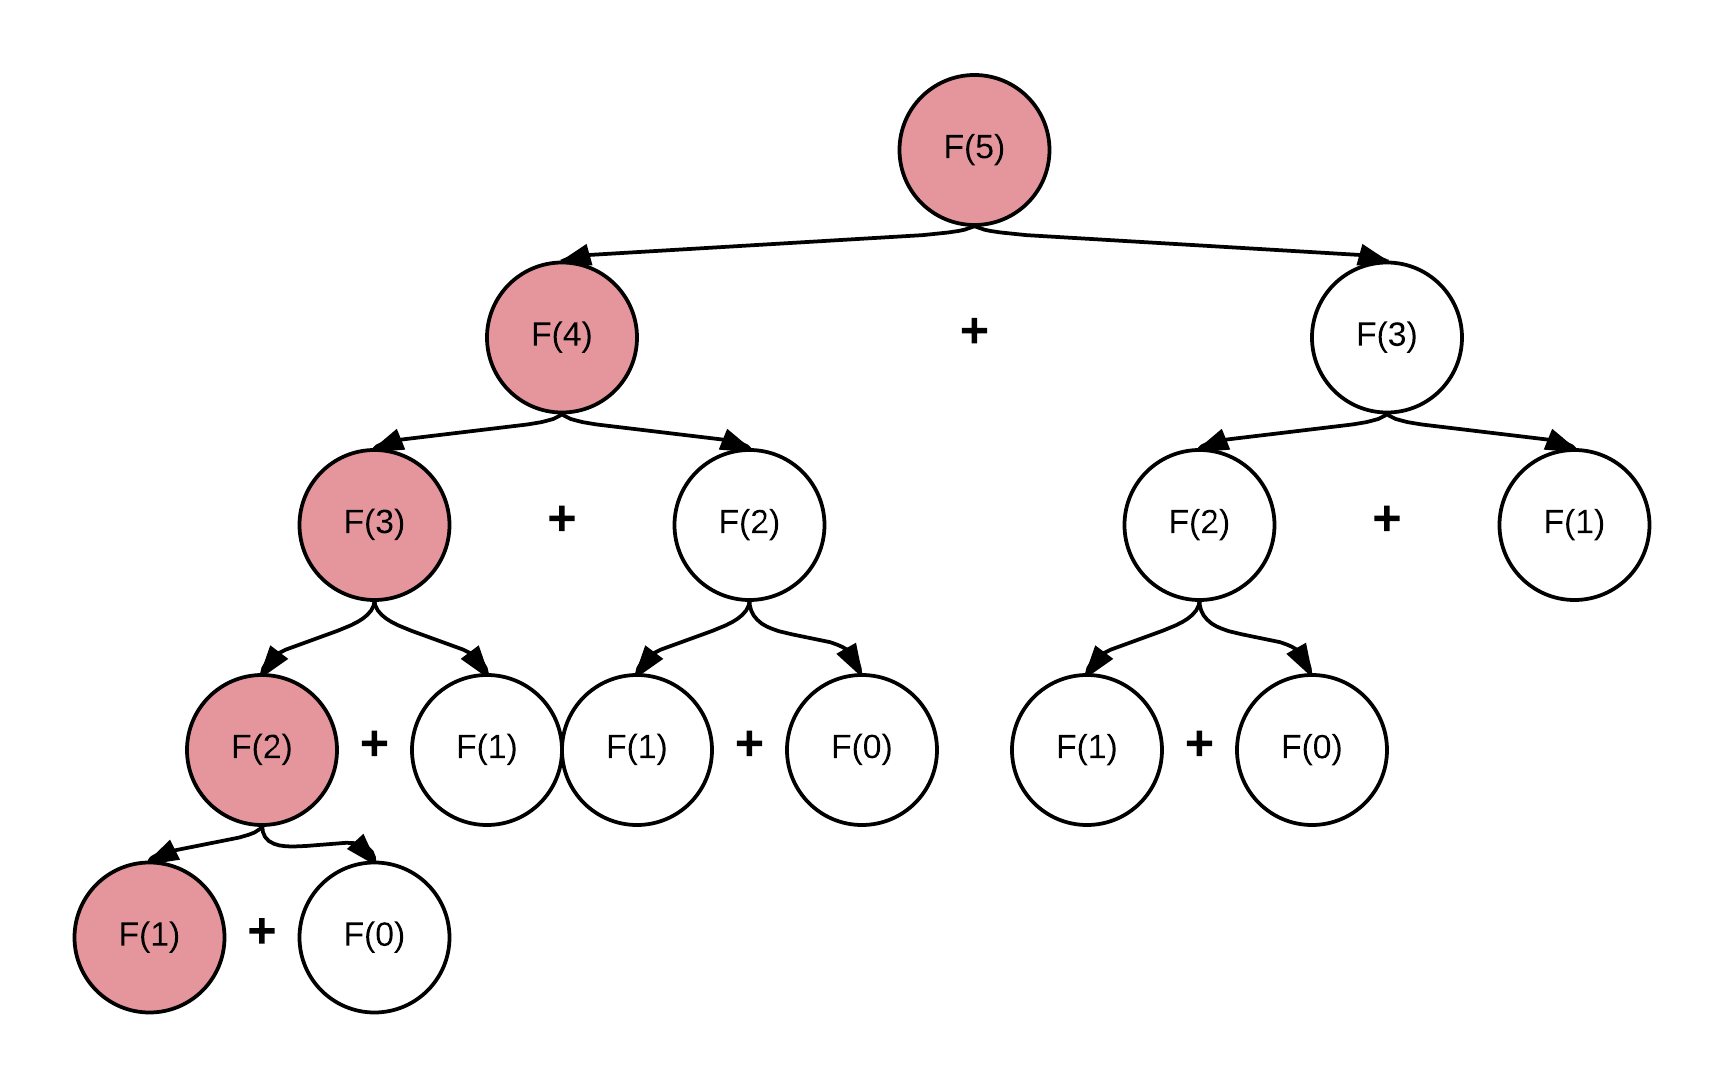 F(5)
F(4) + F(3)
F(3) + F(2) F(2) + F(1)
F(2) + F(1) F(1) + F(0) F(1) + F(0)
F(1) + F(0)